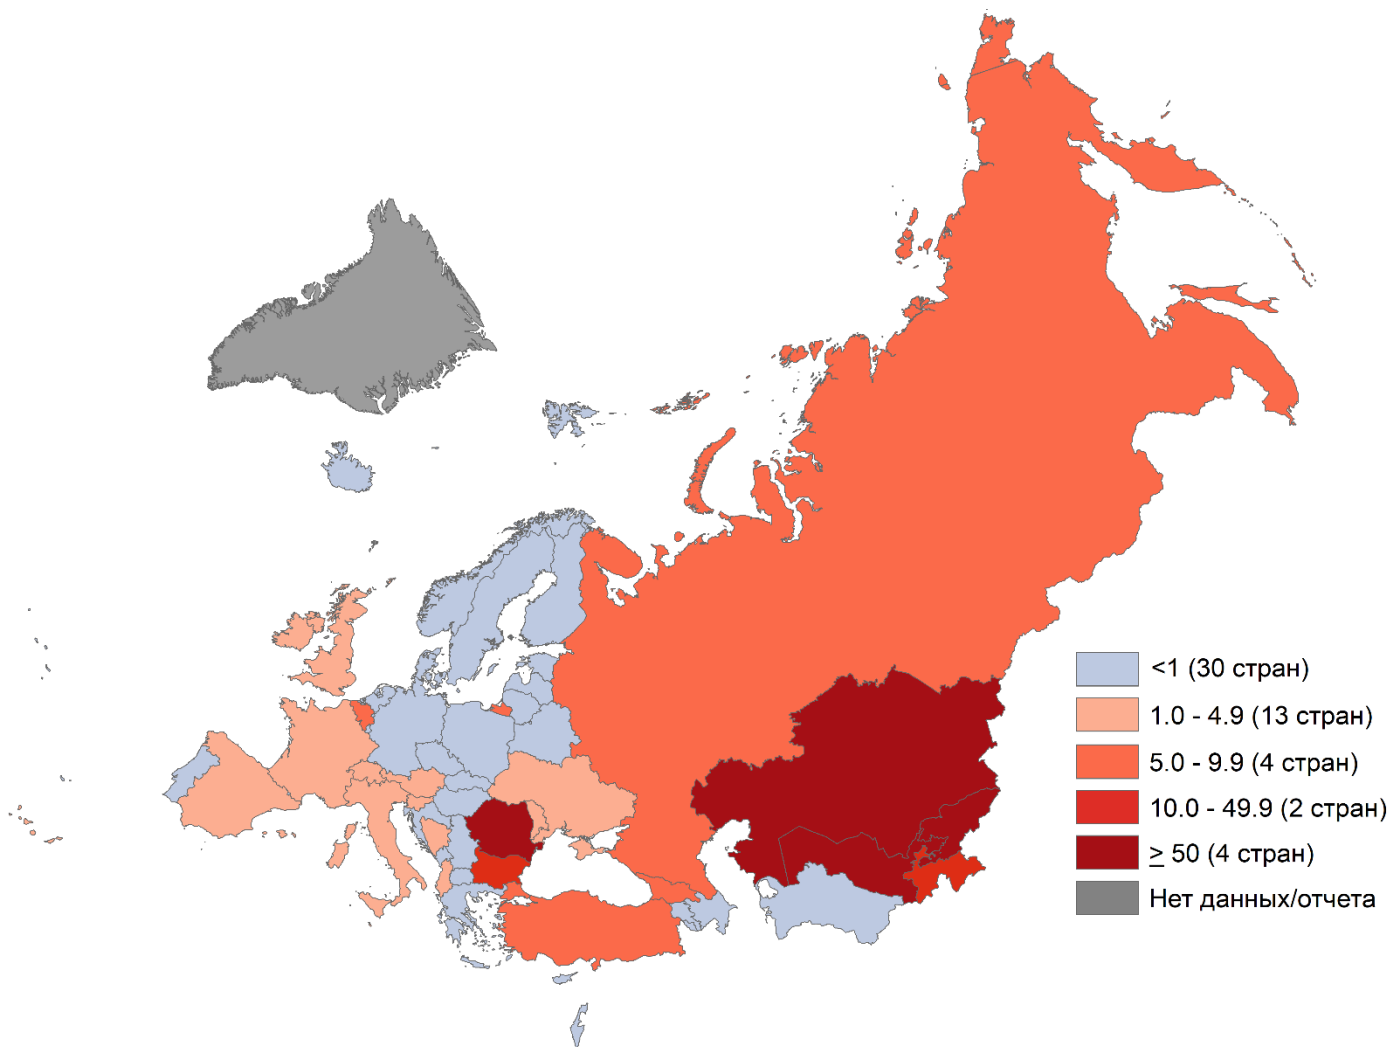 <1 (30 стран)
1.0 - 4.9 (13 стран)
5.0 - 9.9 (4 стран)
10.0 - 49.9 (2 стран)
≥ 50 (4 стран)
Нет данных/отчета